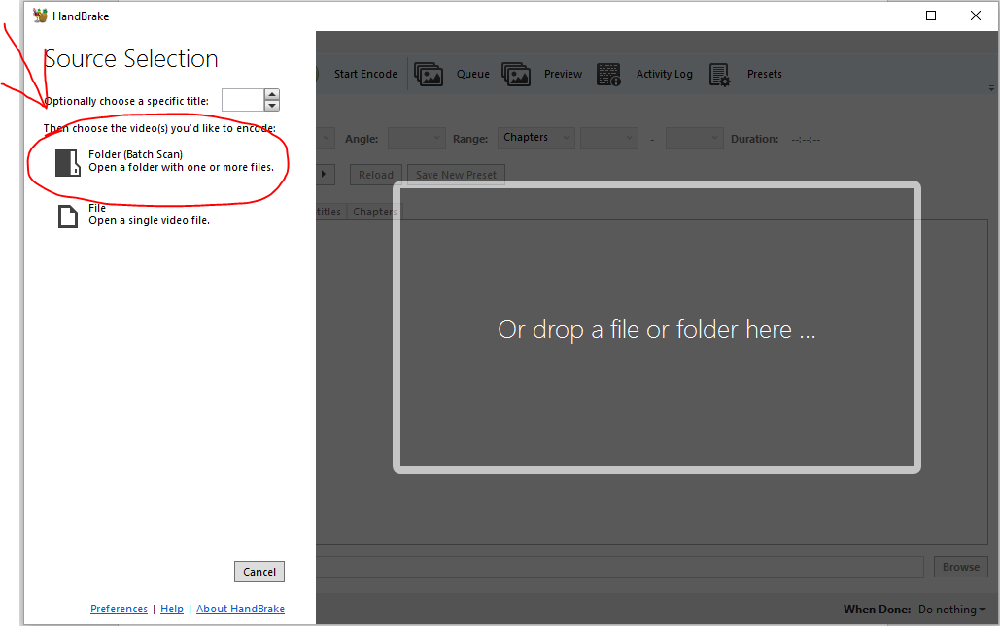 HandBrake
Source Selection
Optionally choose a specific title:
Then choose the video(s) you'd like to encode:
Folder (Batch Scan)
Open a folder with one or more files.
File
Open a single video file.
Cancel
Preferences | Help | About HandBrake
Start Encode Queue Preview Activity Log Presets
Angle: Range: Chapters - Duration: --:--:--
Reload Save New Preset
titles Chapters
Or drop a file or folder here ...
Browse
When Done: Do nothing